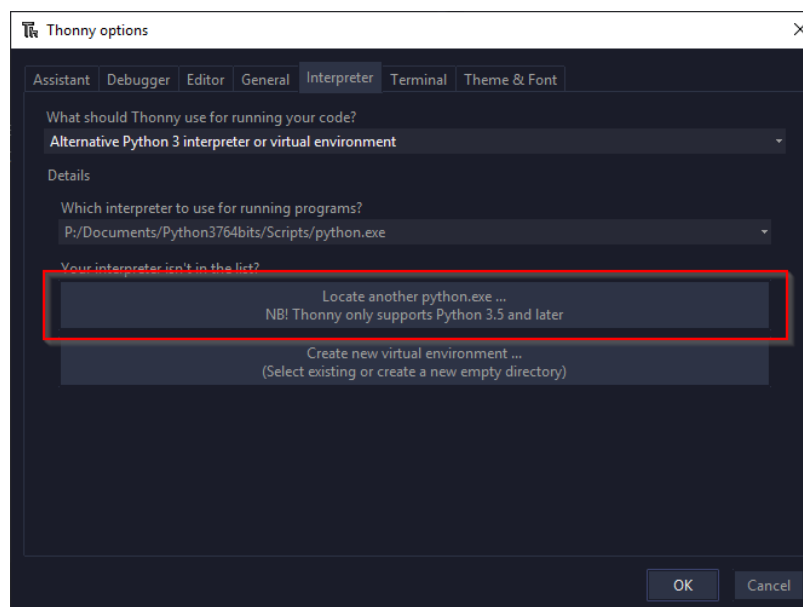 Thonny options
Assistant Debugger Editor General Interpreter Terminal Theme & Font
What should Thonny use for running your code?
Alternative Python 3 interpreter or virtual environment
Details
Which interpreter to use for running programs?
P:/Documents/Python3764bits/Scripts/python.exe
Your interpreter isn't in the list?
Locate another python.exe ...
NB! Thonny only supports Python 3.5 and later
Create new virtual environment ...
(Select existing or create a new empty directory)
OK Cancel